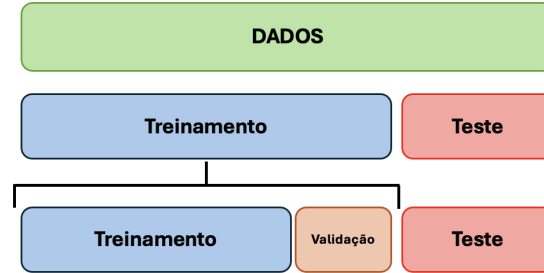 DADOS
Treinamento
Teste
Treinamento
Validação
Teste